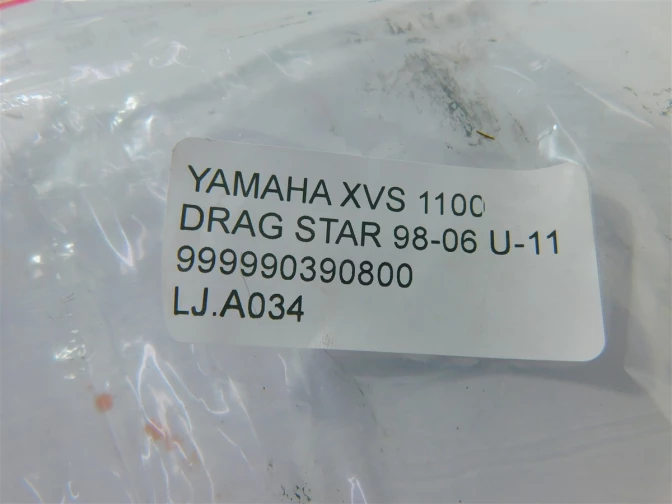 YAMAHA XVS 1100
DRAG STAR 98-06 U-11
999990390800
LJ.A034